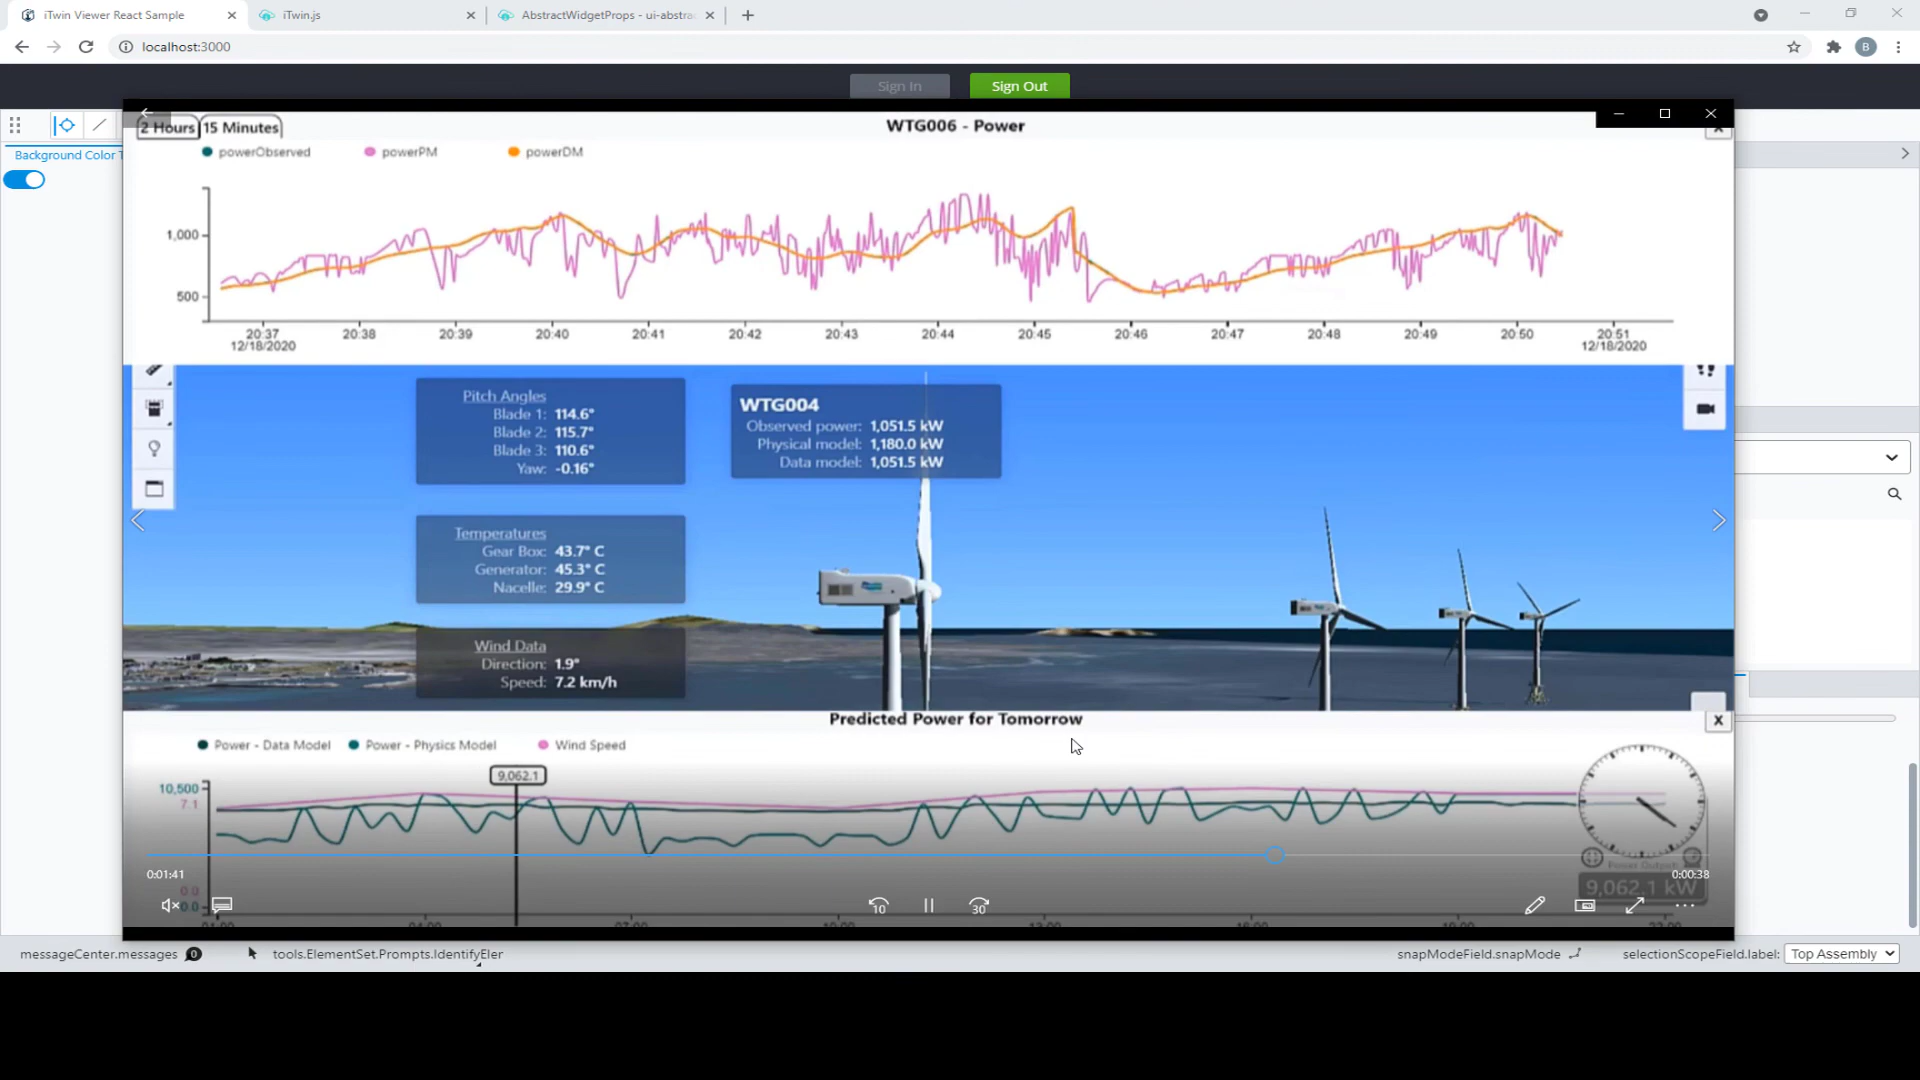 iTwin Viewer React Sample
iTwin.js
AbstractWidgetProps - ui-abstra
localhost:3000
B
Sign In
Sign Out
Background Color T
2 Hours
15 Minutes
WTG006 - Power
powerObserved
powerPM
powerDM
1,000
500
20:37
20:38
20:39
20:40
20:41
20:42
20:43
20:44
20:45
20:46
20:47
20:48
20:49
20:50
20:51
12/18/2020
12/18/2020
Pitch Angles
Blade 1: 114.6°
Blade 2: 115.7°
Blade 3: 110.6°
Yaw: -0.16°
WTG004
Observed power: 1,051.5 kW
Physical model: 1,180.0 kW
Data model: 1,051.5 kW
Temperatures
Gear Box: 43.7° C
Generator: 45.3° C
Nacelle: 29.9° C
Wind Data
Direction: 1.9°
Speed: 7.2 km/h
Predicted Power for Tomorrow
X
Power - Data Model
Power - Physics Model
Wind Speed
9,062.1
10,500
7.1
0:01:41
0:00:38
Power Output
9,062.1 kW
0.0
0.0
10
30
messageCenter.messages
0
tools.ElementSet.Prompts.IdentifyEler
snapModeField.snapMode
selectionScopeField.label:
Top Assembly